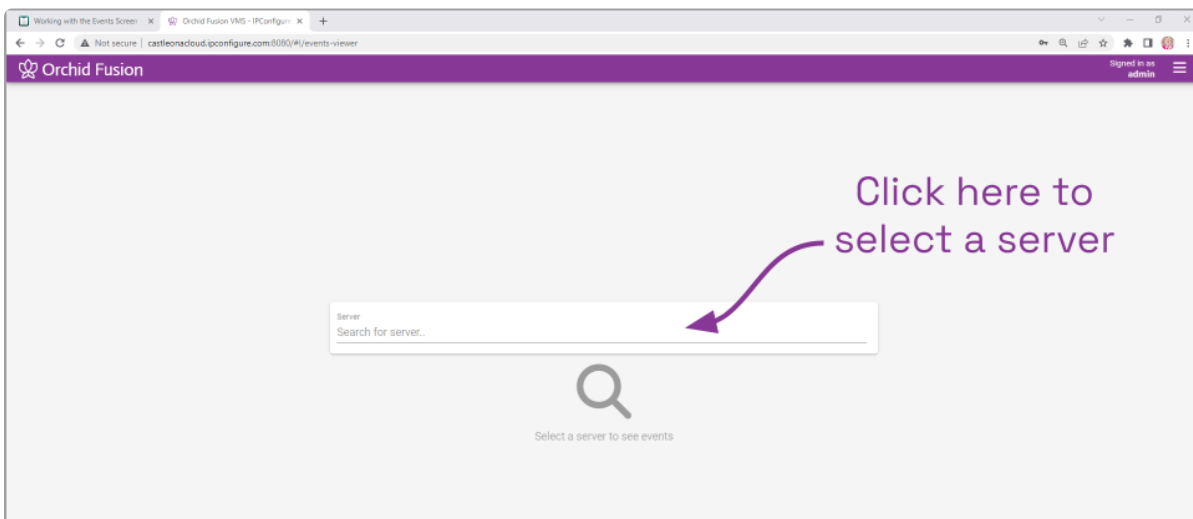 Working with the Events Screen -
Orchid Fusion VMS - IPConfigure
Not secure | castleonacloud.ipconfigure.com:8080/#!/events-viewer
Orchid Fusion
Signed in as
admin
Click here to
select a server
Server
Search for server..
Select a server to see events